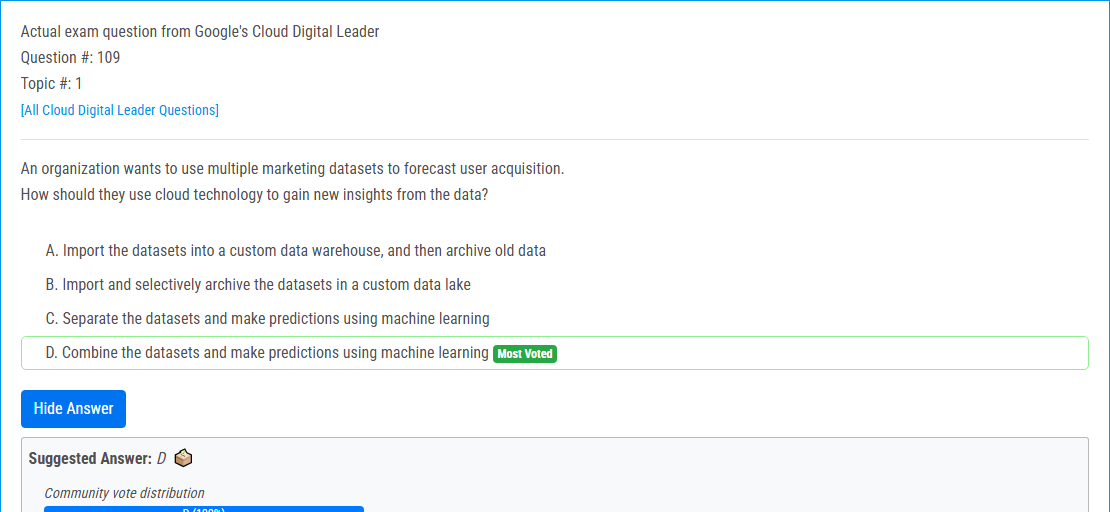 Actual exam question from Google's Cloud Digital Leader
Question #: 109
Topic #: 1
[All Cloud Digital Leader Questions]
An organization wants to use multiple marketing datasets to forecast user acquisition.
How should they use cloud technology to gain new insights from the data?
A. Import the datasets into a custom data warehouse, and then archive old data
B. Import and selectively archive the datasets in a custom data lake
C. Separate the datasets and make predictions using machine learning
D. Combine the datasets and make predictions using machine learning Most Voted
Hide Answer
Suggested Answer: D
Community vote distribution
D (100%)